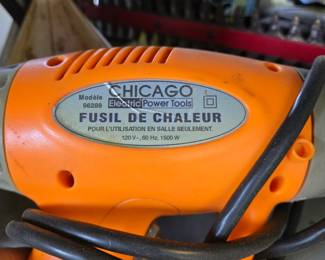 CHICAGO
Electric Power Tools
Modèle
96289
FUSIL DE CHALEUR
POUR L'UTILISATION EN SALLE SEULEMENT.
120 V~, 60 Hz, 1500 W